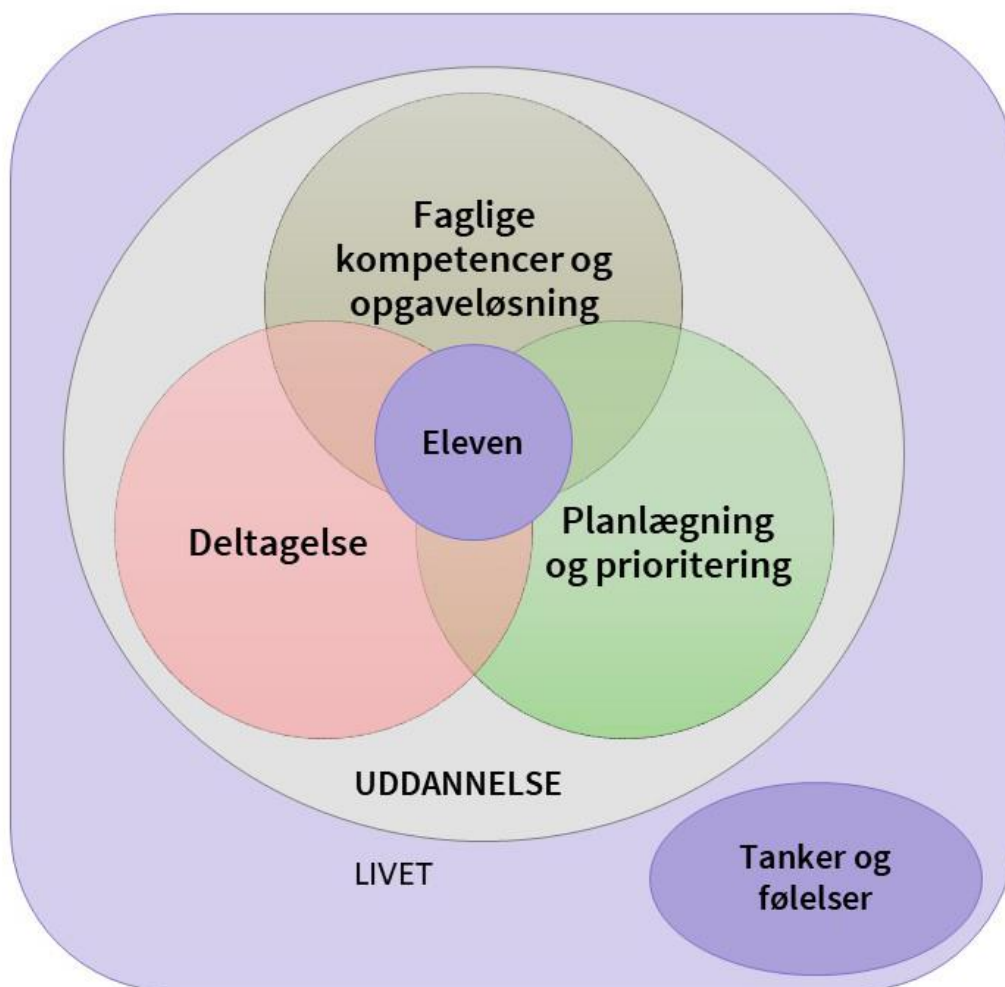 Faglige
kompetencer og
opgaveløsning
Eleven
Deltagelse
Planlægning
og prioritering
UDDANNELSE
LIVET
Tanker og
følelser